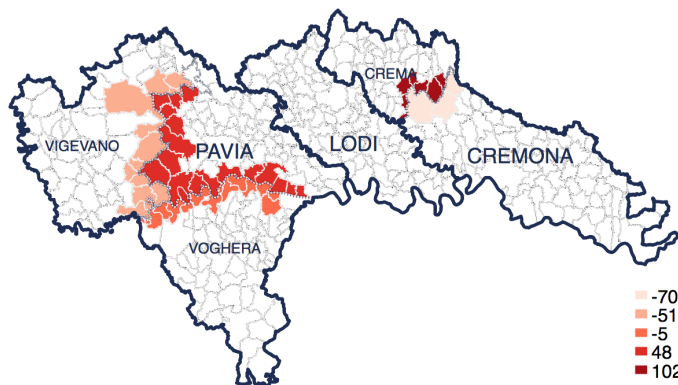 CREMA
VIGEVANO
PAVIA
LODI
CREMONA
VOGHERA
-70
-51
-5
48
102